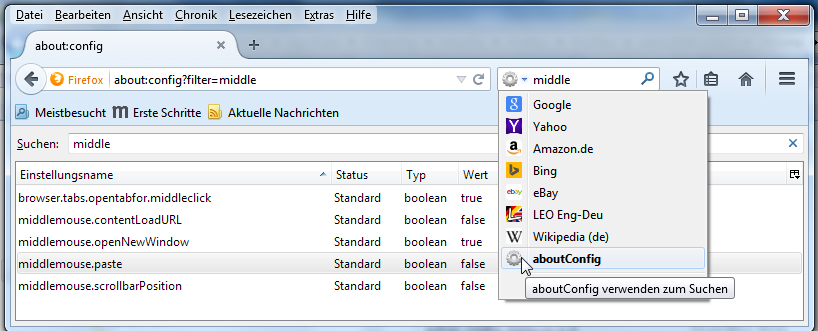 Datei Bearbeiten Ansicht Chronik Lesezeichen Extras Hilfe
about:config
Firefox about:config?filter=middle middle
Meistbesucht Erste Schritte Aktuelle Nachrichten
Google
Yahoo
Amazon.de
Bing
eBay
LEO Eng-Deu
Wikipedia (de)
aboutConfig
aboutConfig verwenden zum Suchen
Suchen: middle
Einstellungsname Status Typ Wert
browser.tabs.opentabfor.middleclick Standard boolean true
middlemouse.contentLoadURL Standard boolean false
middlemouse.openNewWindow Standard boolean true
middlemouse.paste Standard boolean false
middlemouse.scrollbarPosition Standard boolean false